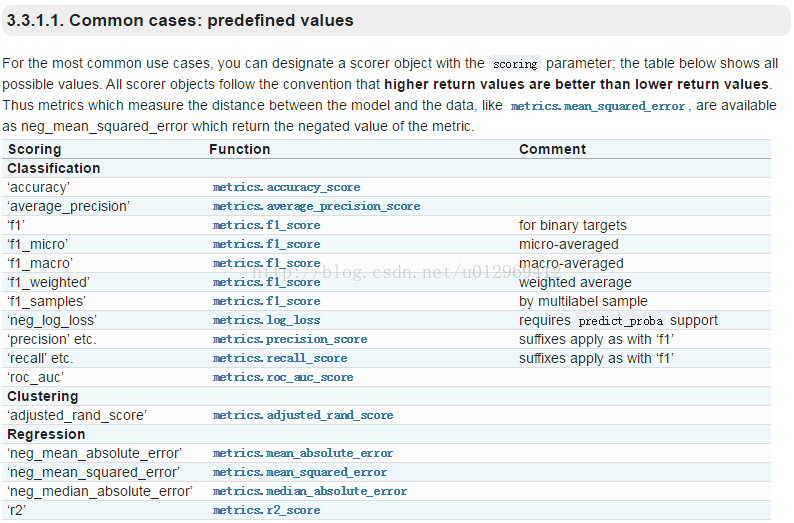 3.3.1.1. Common cases: predefined values
For the most common use cases, you can designate a scorer object with the scoring parameter; the table below shows all
possible values. All scorer objects follow the convention that higher return values are better than lower return values.
Thus metrics which measure the distance between the model and the data, like metrics.mean_squared_error, are available
as neg_mean_squared_error which return the negated value of the metric.
Scoring Function Comment
Classification
‘accuracy’ metrics.accuracy_score
‘average_precision’ metrics.average_precision_score
‘f1’ metrics.f1_score for binary targets
‘f1_micro’ metrics.f1_score micro-averaged
‘f1_macro’ metrics.f1_score macro-averaged
http://blog.csdn.net/u012969412
‘f1_weighted’ metrics.f1_score weighted average
‘f1_samples’ metrics.f1_score by multilabel sample
‘neg_log_loss’ metrics.log_loss requires predict_proba support
‘precision’ etc. metrics.precision_score suffixes apply as with ‘f1’
‘recall’ etc. metrics.recall_score suffixes apply as with ‘f1’
‘roc_auc’ metrics.roc_auc_score
Clustering
‘adjusted_rand_score’ metrics.adjusted_rand_score
Regression
‘neg_mean_absolute_error’ metrics.mean_absolute_error
‘neg_mean_squared_error’ metrics.mean_squared_error
‘neg_median_absolute_error’ metrics.median_absolute_error
‘r2’ metrics.r2_score